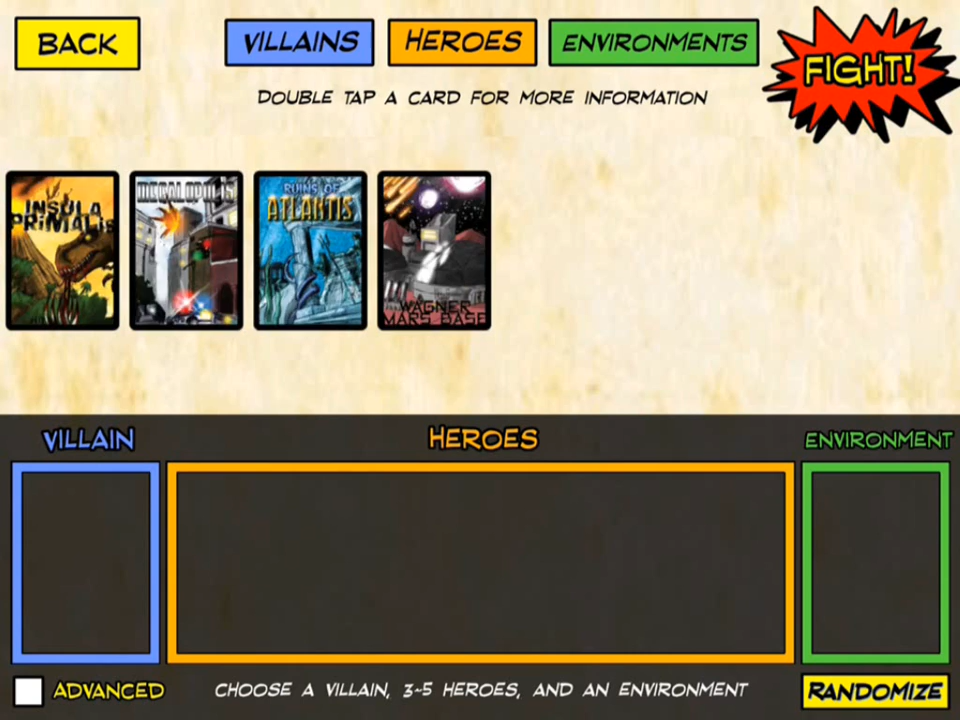 BACK
VILLAINS
HEROES
ENVIRONMENTS
FIGHT!
DOUBLE TAP A CARD FOR MORE INFORMATION
INSULA
PRIMALIS
MEGALOPOLIS
RUINS OF
ATLANTIS
WAGNER
MARS BASE
VILLAIN
HEROES
ENVIRONMENT
ADVANCED
CHOOSE A VILLAIN, 3-5 HEROES, AND AN ENVIRONMENT
RANDOMIZE